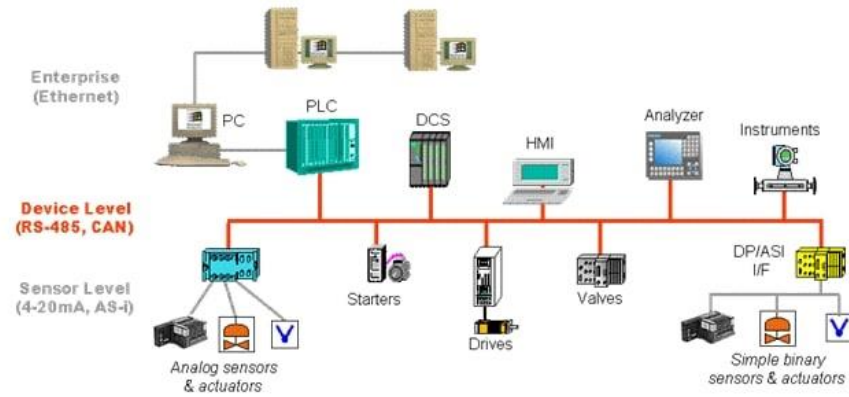 Enterprise
(Ethernet)
PC
PLC
DCS
HMI
Analyzer
Instruments
Device Level
(RS-485, CAN)
Sensor Level
(4-20mA, AS-i)
Starters
Drives
Valves
DP/ASI
I/F
Analog sensors
& actuators
Simple binary
sensors & actuators